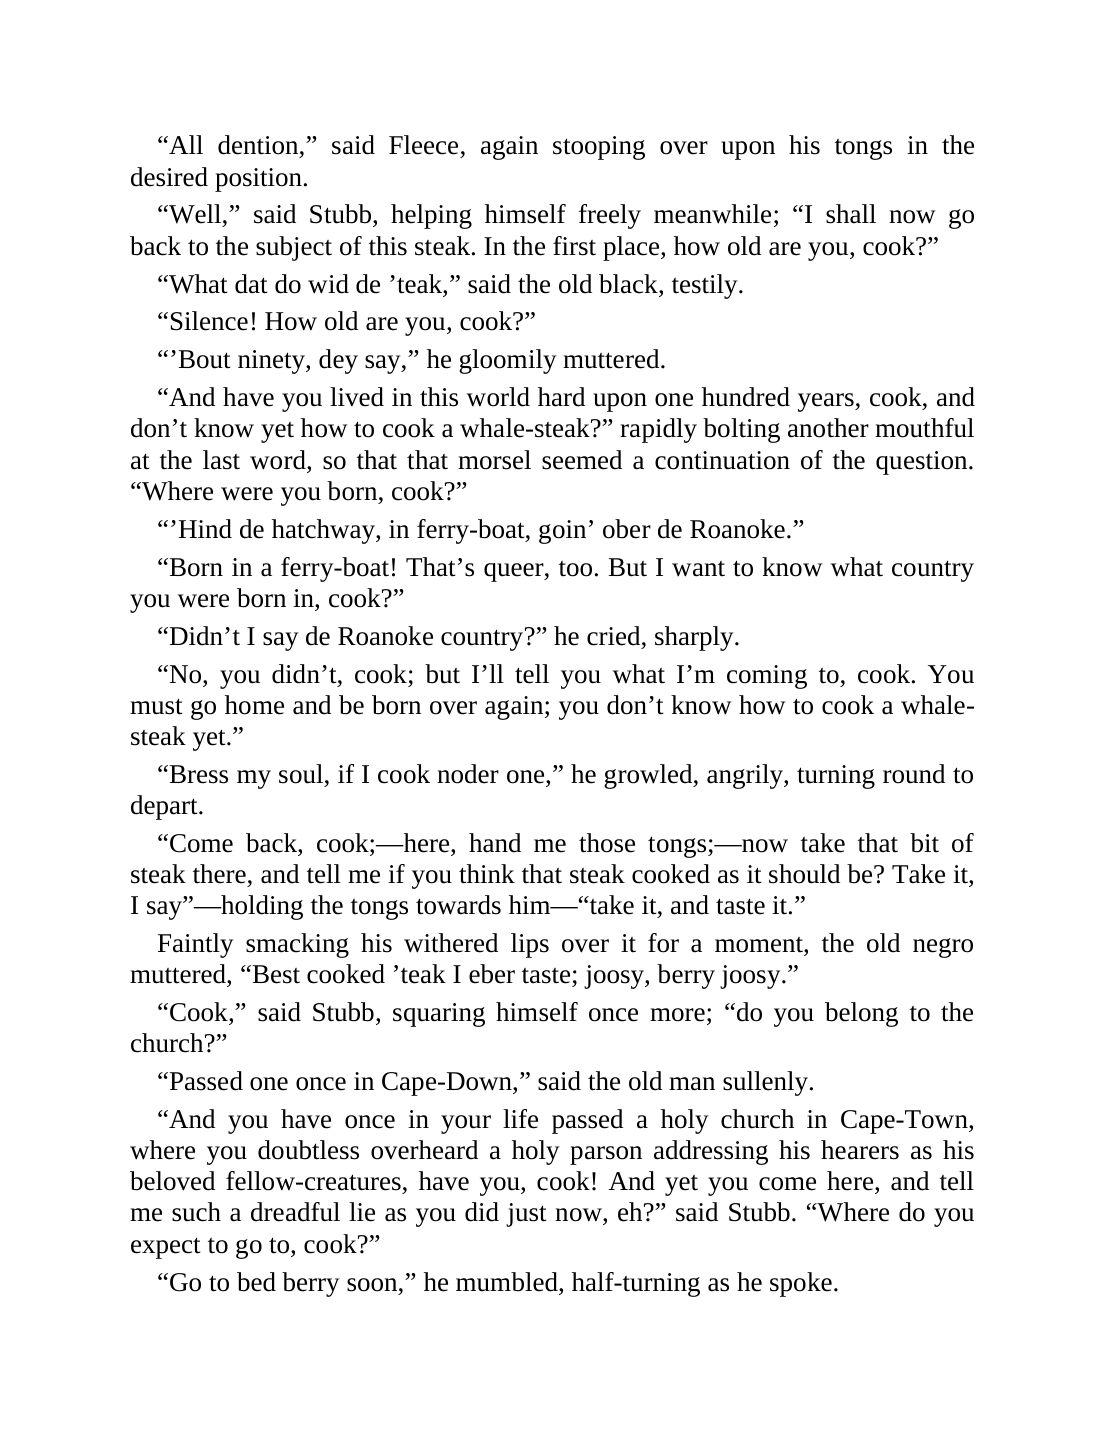 “All dention,” said Fleece, again stooping over upon his tongs in the
desired position.
“Well,” said Stubb, helping himself freely meanwhile; “I shall now go
back to the subject of this steak. In the first place, how old are you, cook?”
“What dat do wid de ’teak,” said the old black, testily.
“Silence! How old are you, cook?”
“’Bout ninety, dey say,” he gloomily muttered.
“And have you lived in this world hard upon one hundred years, cook, and
don’t know yet how to cook a whale-steak?” rapidly bolting another mouthful
at the last word, so that that morsel seemed a continuation of the question.
“Where were you born, cook?”
“’Hind de hatchway, in ferry-boat, goin’ ober de Roanoke.”
“Born in a ferry-boat! That’s queer, too. But I want to know what country
you were born in, cook?”
“Didn’t I say de Roanoke country?” he cried, sharply.
“No, you didn’t, cook; but I’ll tell you what I’m coming to, cook. You
must go home and be born over again; you don’t know how to cook a whale-
steak yet.”
“Bress my soul, if I cook noder one,” he growled, angrily, turning round to
depart.
“Come back, cook;—here, hand me those tongs;—now take that bit of
steak there, and tell me if you think that steak cooked as it should be? Take it,
I say”—holding the tongs towards him—“take it, and taste it.”
Faintly smacking his withered lips over it for a moment, the old negro
muttered, “Best cooked ’teak I eber taste; joosy, berry joosy.”
“Cook,” said Stubb, squaring himself once more; “do you belong to the
church?”
“Passed one once in Cape-Down,” said the old man sullenly.
“And you have once in your life passed a holy church in Cape-Town,
where you doubtless overheard a holy parson addressing his hearers as his
beloved fellow-creatures, have you, cook! And yet you come here, and tell
me such a dreadful lie as you did just now, eh?” said Stubb. “Where do you
expect to go to, cook?”
“Go to bed berry soon,” he mumbled, half-turning as he spoke.